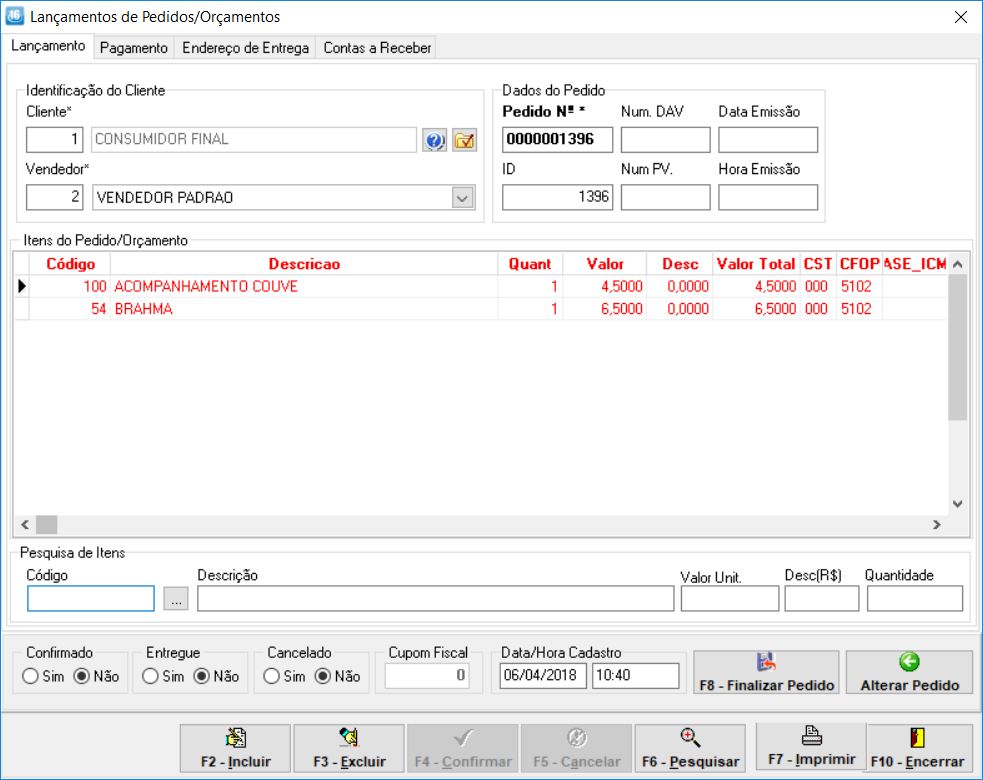 Lançamentos de Pedidos/Orçamentos
Lançamento Pagamento Endereço de Entrega Contas a Receber
Identificação do Cliente
Cliente*
1 CONSUMIDOR FINAL
Vendedor*
2 VENDEDOR PADRAO
Dados do Pedido
Pedido Nº * Num. DAV Data Emissão
0000001396
ID Num PV. Hora Emissão
1396
Itens do Pedido/Orçamento
Código Descricao Quant Valor Desc Valor Total CST CFOP ASE_ICM
100 ACOMPANHAMENTO COUVE 1 4,5000 0,0000 4,5000 000 5102
54 BRAHMA 1 6,5000 0,0000 6,5000 000 5102
Pesquisa de Itens
Código Descrição Valor Unit. Desc(R$) Quantidade
...
Confirmado Entregue Cancelado Cupom Fiscal Data/Hora Cadastro
Sim Não Sim Não Sim Não 0 06/04/2018 10:40
F8 - Finalizar Pedido Alterar Pedido
F2 - Incluir F3 - Excluir F4 - Confirmar F5 - Cancelar F6 - Pesquisar F7 - Imprimir F10 - Encerrar